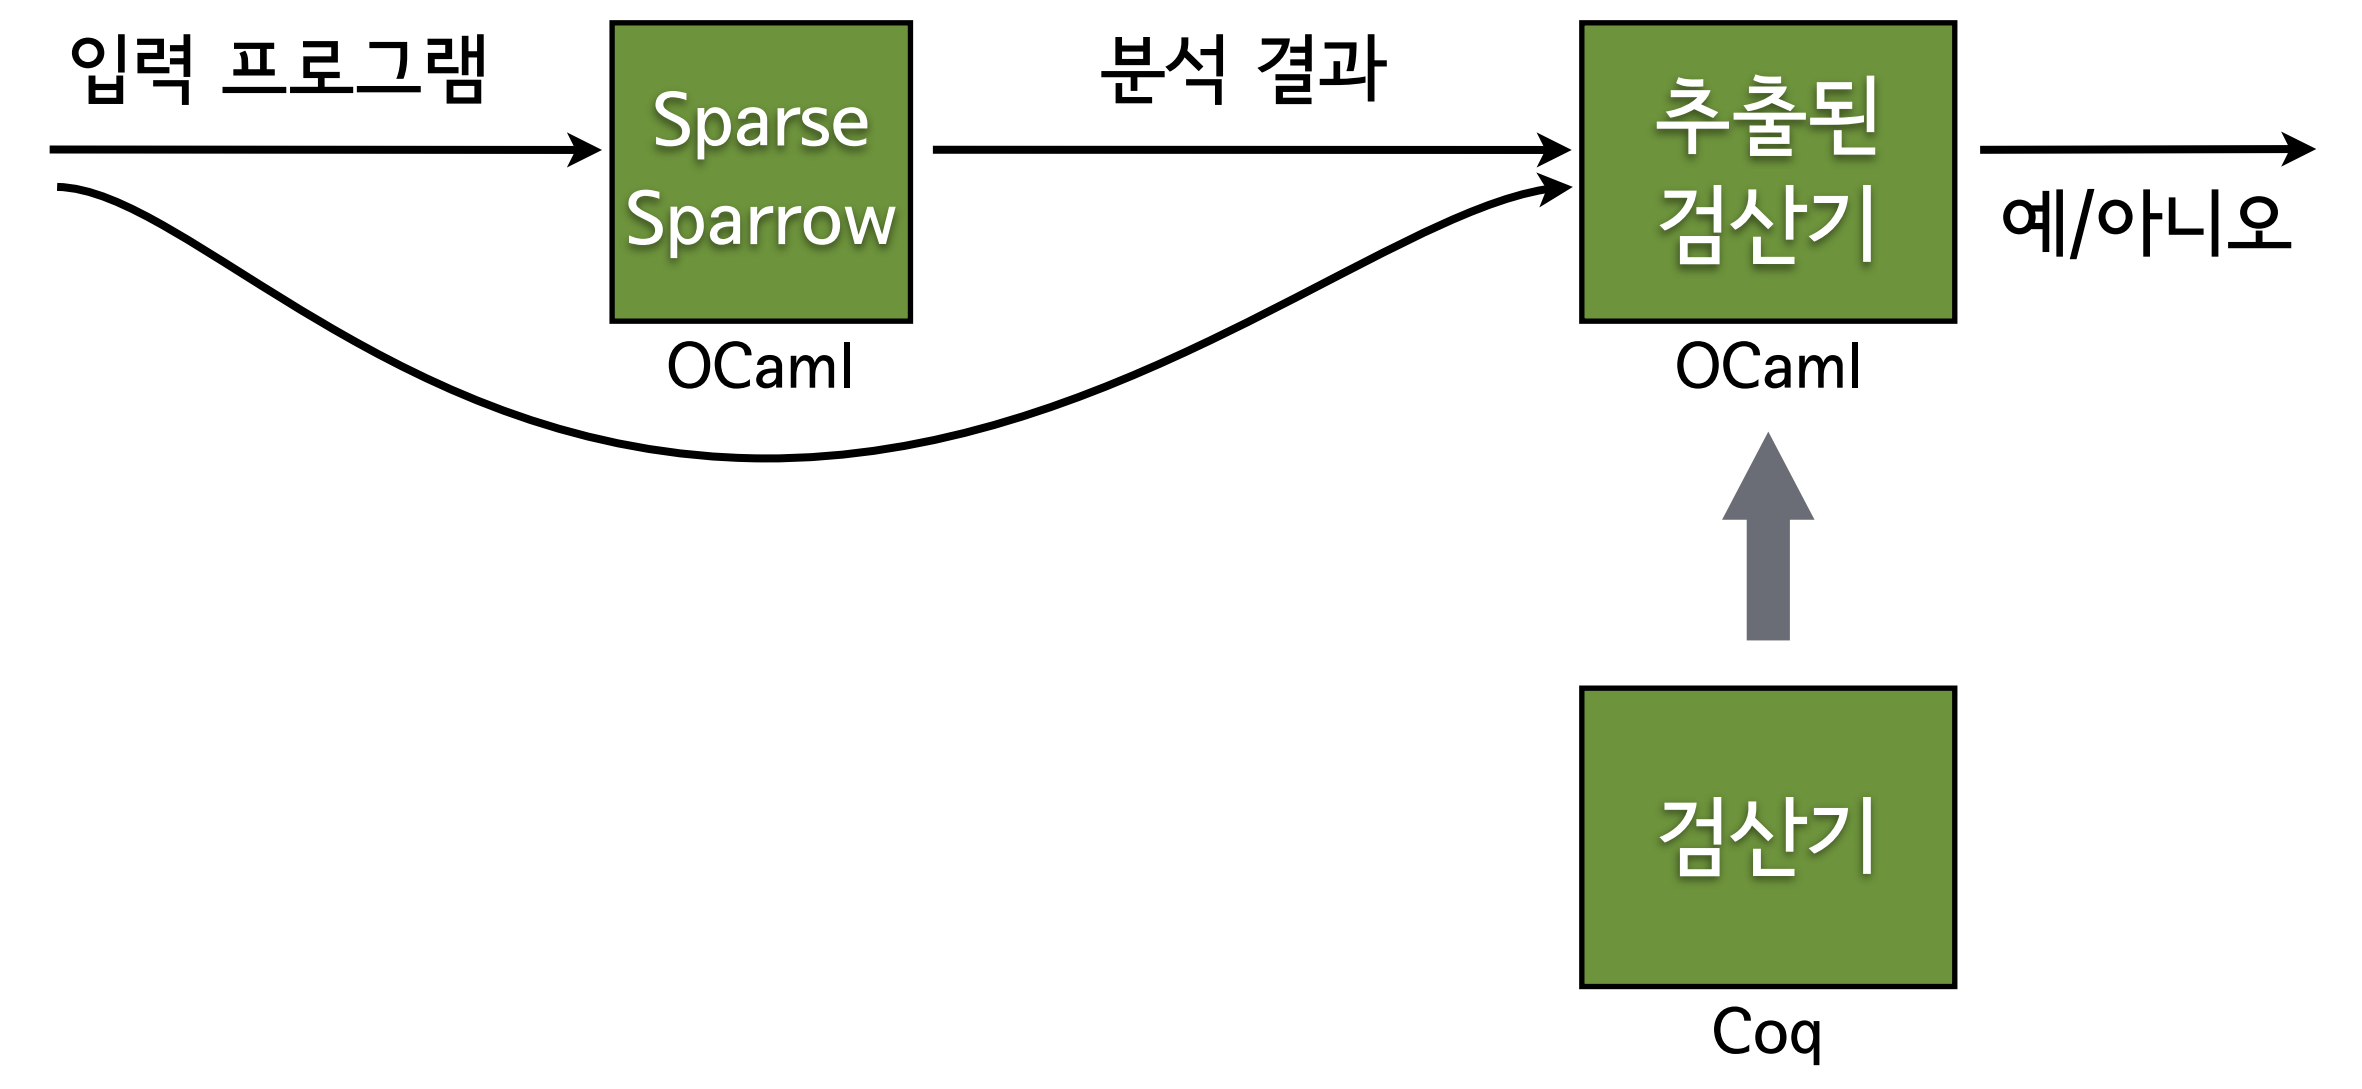 입력 프로그램
Sparse
Sparrow
OCaml
분석 결과
추출된
검산기
OCaml
예/아니오
검산기
Coq